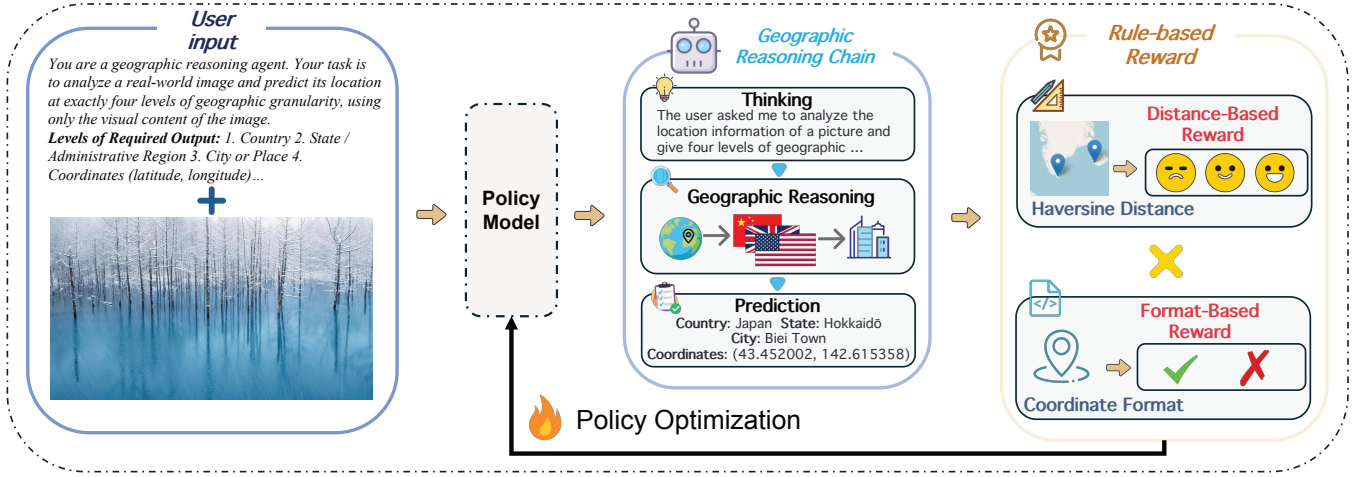 User
input
You are a geographic reasoning agent. Your task is
to analyze a real-world image and predict its location
at exactly four levels of geographic granularity, using
only the visual content of the image.
Levels of Required Output: 1. Country 2. State /
Administrative Region 3. City or Place 4.
Coordinates (latitude, longitude)...
+
Policy
Model
Geographic
Reasoning Chain
Thinking
The user asked me to analyze the
location information of a picture and
give four levels of geographic ...
Geographic Reasoning
Prediction
Country: Japan State: Hokkaidō
City: Biei Town
Coordinates: (43.452002, 142.615358)
Rule-based
Reward
Distance-Based
Reward
Haversine Distance
</>
Format-Based
Reward
Coordinate Format
Policy Optimization